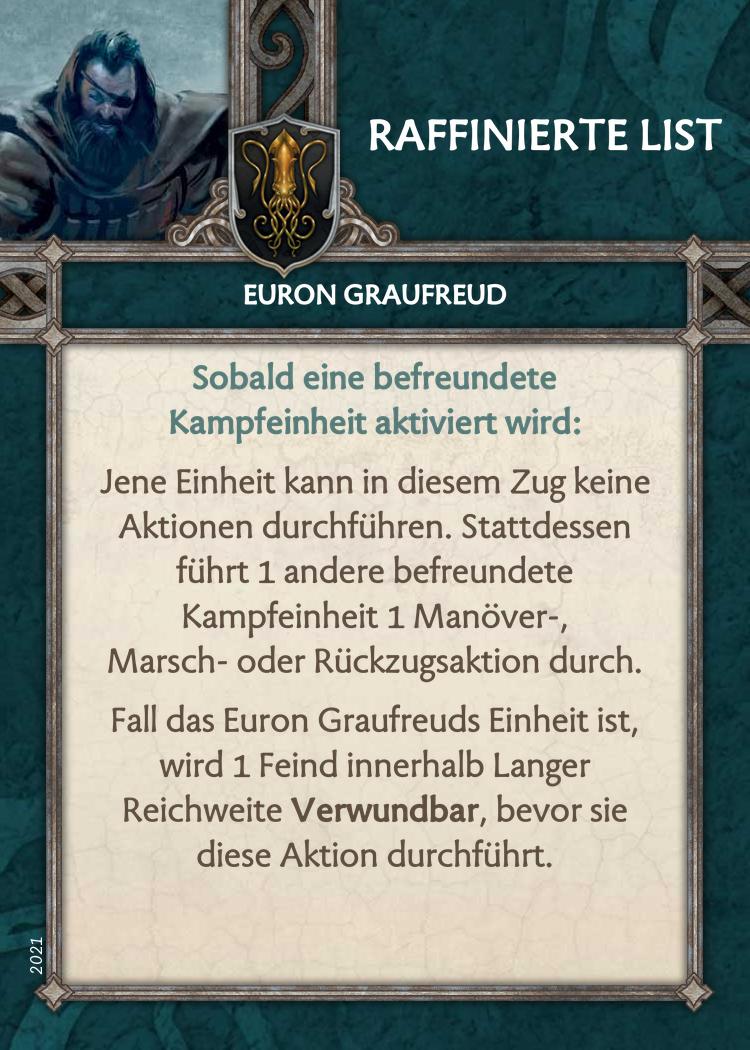 RAFFINIERTE LIST
EURON GRAUFREUD
Sobald eine befreundete
Kampfeinheit aktiviert wird:
Jene Einheit kann in diesem Zug keine
Aktionen durchführen. Stattdessen
führt 1 andere befreundete
Kampfeinheit 1 Manöver-,
Marsch- oder Rückzugsaktion durch.
Fall das Euron Graufreuds Einheit ist,
wird 1 Feind innerhalb Langer
Reichweite Verwundbar, bevor sie
diese Aktion durchführt.
2021